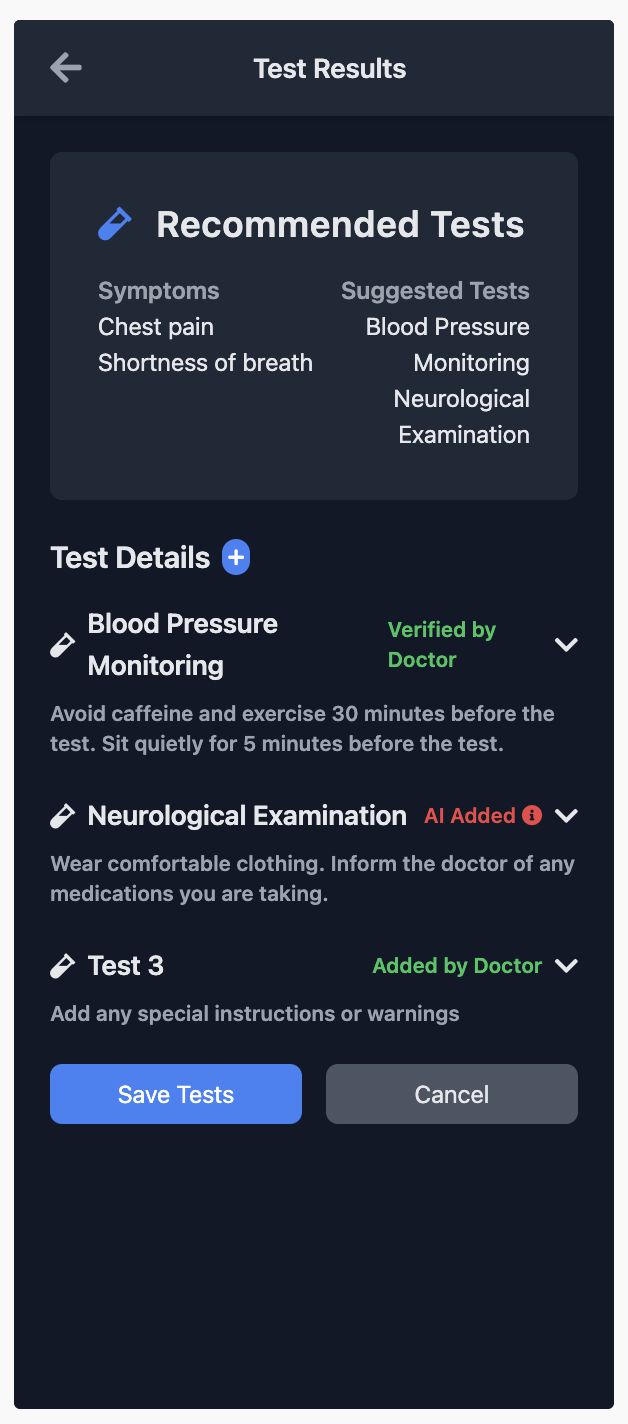 Test Results
Recommended Tests
Symptoms
Chest pain
Shortness of breath
Suggested Tests
Blood Pressure
Monitoring
Neurological
Examination
Test Details
Blood Pressure
Monitoring
Verified by
Doctor
Avoid caffeine and exercise 30 minutes before the
test. Sit quietly for 5 minutes before the test.
Neurological Examination
AI Added
Wear comfortable clothing. Inform the doctor of any
medications you are taking.
Test 3
Added by Doctor
Add any special instructions or warnings
Save Tests
Cancel